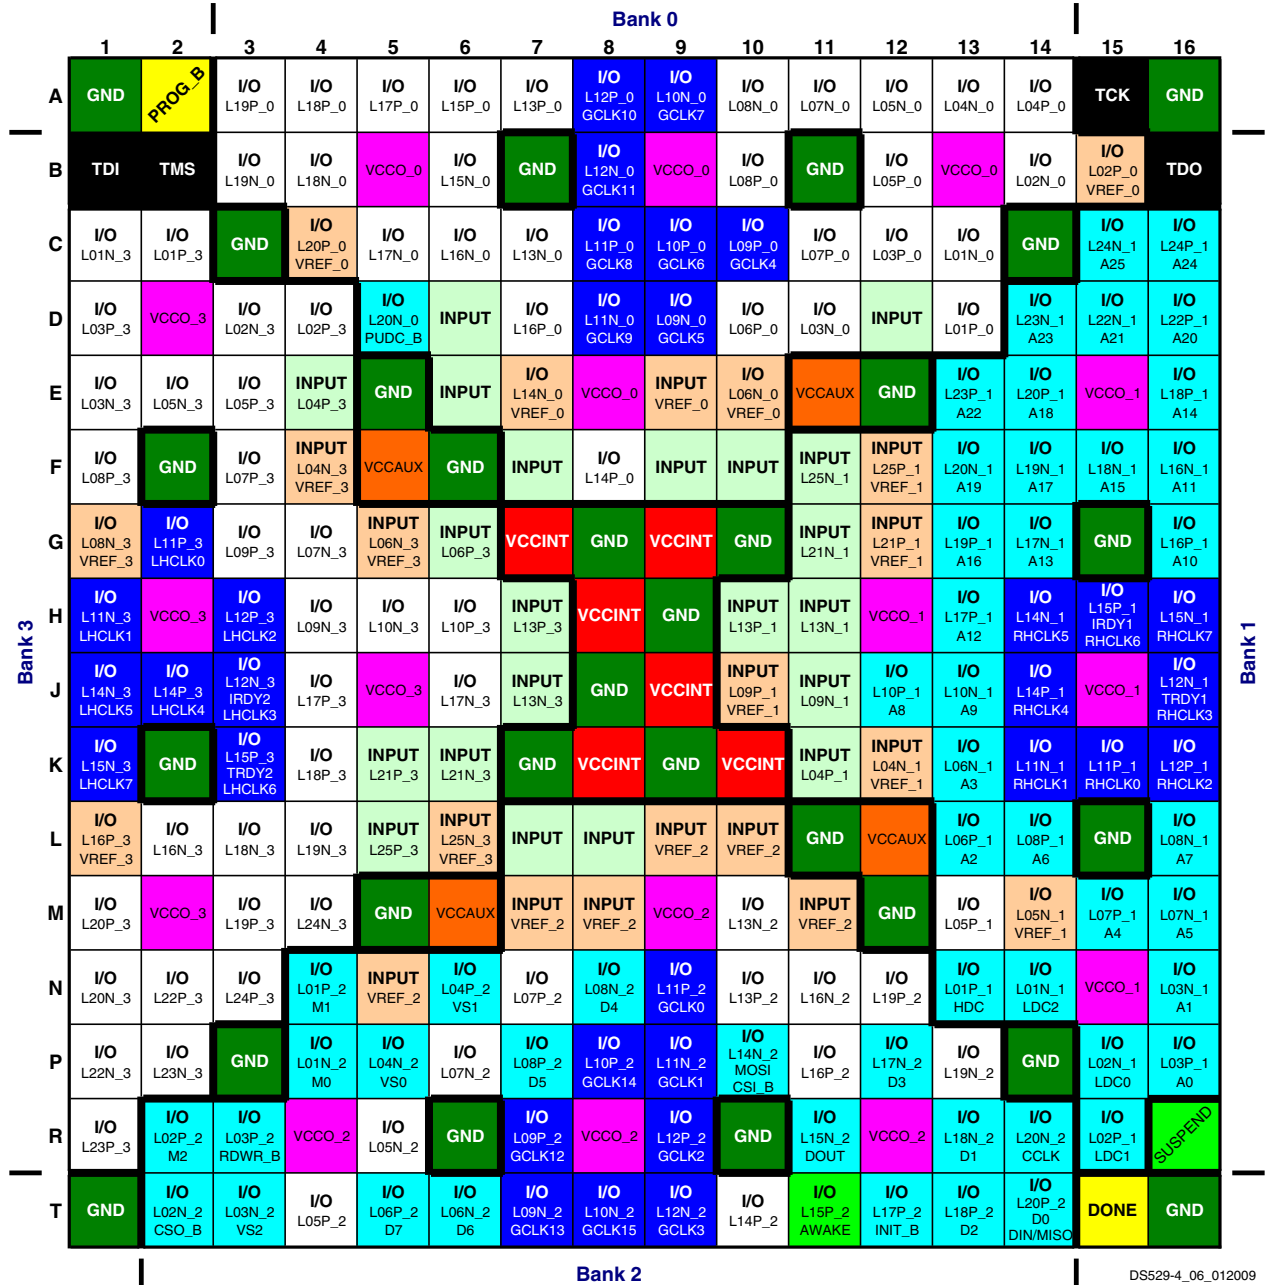 Bank 0
1 2 3 4 5 6 7 8 9 10 11 12 13 14 15 16
A GND PROG_B I/O L19P_0 I/O L18P_0 I/O L17P_0 I/O L15P_0 I/O L13P_0 I/O L12P_0 GCLK10 I/O L10N_0 GCLK7 I/O L08N_0 I/O L07N_0 I/O L05N_0 I/O L04N_0 I/O L04P_0 TCK GND
B TDI TMS I/O L19N_0 I/O L18N_0 VCCO_0 I/O L15N_0 GND I/O L12N_0 GCLK11 VCCO_0 I/O L08P_0 GND I/O L05P_0 VCCO_0 I/O L02N_0 I/O L02P_0 VREF_0 TDO
C I/O L01N_3 I/O L01P_3 GND I/O L20P_0 VREF_0 I/O L17N_0 I/O L16N_0 I/O L13N_0 I/O L11P_0 GCLK8 I/O L10P_0 GCLK6 I/O L09P_0 GCLK4 I/O L07P_0 I/O L03P_0 I/O L01N_0 GND I/O L24N_1 A25 I/O L24P_1 A24
D I/O L03P_3 VCCO_3 I/O L02N_3 I/O L02P_3 I/O L20N_0 PUDC_B INPUT I/O L16P_0 I/O L11N_0 GCLK9 I/O L09N_0 GCLK5 I/O L06P_0 I/O L03N_0 INPUT I/O L01P_0 I/O L23N_1 A23 I/O L22N_1 A21 I/O L22P_1 A20
E I/O L03N_3 I/O L05N_3 I/O L05P_3 INPUT L04P_3 GND INPUT I/O L14N_0 VREF_0 VCCO_0 INPUT VREF_0 I/O L06N_0 VREF_0 VCCAUX GND I/O L23P_1 A22 I/O L20P_1 A18 VCCO_1 I/O L18P_1 A14
F I/O L08P_3 GND I/O L07P_3 INPUT L04N_3 VREF_3 VCCAUX GND INPUT I/O L14P_0 INPUT INPUT INPUT L25N_1 INPUT L25P_1 VREF_1 I/O L20N_1 A19 I/O L19N_1 A17 I/O L18N_1 A15 I/O L16N_1 A11
G I/O L08N_3 VREF_3 I/O L11P_3 LHCLK0 I/O L09P_3 I/O L07N_3 INPUT L06N_3 VREF_3 INPUT L06P_3 VCCINT GND VCCINT GND INPUT L21N_1 INPUT L21P_1 VREF_1 I/O L19P_1 A16 I/O L17N_1 A13 GND I/O L16P_1 A10
H I/O L11N_3 LHCLK1 VCCO_3 I/O L12P_3 LHCLK2 I/O L09N_3 I/O L10N_3 I/O L10P_3 INPUT L13P_3 VCCINT GND INPUT L13P_1 INPUT L13N_1 VCCO_1 I/O L17P_1 A12 I/O L14N_1 RHCLK5 I/O L15P_1 IRDY1 RHCLK6 I/O L15N_1 RHCLK7
Bank 3
Bank 1
J I/O L14N_3 LHCLK5 I/O L14P_3 LHCLK4 I/O L12N_3 IRDY2 LHCLK3 I/O L17P_3 VCCO_3 I/O L17N_3 INPUT L13N_3 GND VCCINT INPUT L09P_1 VREF_1 INPUT L09N_1 I/O L10P_1 A8 I/O L10N_1 A9 I/O L14P_1 RHCLK4 VCCO_1 I/O L12N_1 TRDY1 RHCLK3
K I/O L15N_3 LHCLK7 GND I/O L15P_3 TRDY2 LHCLK6 I/O L18P_3 INPUT L21P_3 INPUT L21N_3 GND VCCINT GND VCCINT INPUT L04P_1 INPUT L04N_1 VREF_1 I/O L06N_1 A3 I/O L11N_1 RHCLK1 I/O L11P_1 RHCLK0 I/O L12P_1 RHCLK2
L I/O L16P_3 VREF_3 I/O L16N_3 I/O L18N_3 I/O L19N_3 INPUT L25P_3 INPUT L25N_3 VREF_3 INPUT INPUT INPUT VREF_2 INPUT VREF_2 GND VCCAUX I/O L06P_1 A2 I/O L08P_1 A6 GND I/O L08N_1 A7
M I/O L20P_3 VCCO_3 I/O L19P_3 I/O L24N_3 GND VCCAUX INPUT VREF_2 INPUT VREF_2 VCCO_2 I/O L13N_2 INPUT VREF_2 GND I/O L05P_1 I/O L05N_1 VREF_1 I/O L07P_1 A4 I/O L07N_1 A5
N I/O L20N_3 I/O L22P_3 I/O L24P_3 I/O L01P_2 M1 INPUT VREF_2 I/O L04P_2 VS1 I/O L07P_2 I/O L08N_2 D4 I/O L11P_2 GCLK0 I/O L13P_2 I/O L16N_2 I/O L19P_2 I/O L01P_1 HDC I/O L01N_1 LDC2 VCCO_1 I/O L03N_1 A1
P I/O L22N_3 I/O L23N_3 GND I/O L01N_2 M0 I/O L04N_2 VS0 I/O L07N_2 I/O L08P_2 D5 I/O L10P_2 GCLK14 I/O L11N_2 GCLK1 I/O L14N_2 MOSI CSI_B I/O L16P_2 I/O L17N_2 D3 I/O L19N_2 GND I/O L02N_1 LDC0 I/O L03P_1 A0
R I/O L23P_3 I/O L02P_2 M2 I/O L03P_2 RDWR_B VCCO_2 I/O L05N_2 GND I/O L09P_2 GCLK12 VCCO_2 I/O L12P_2 GCLK2 GND I/O L15N_2 DOUT VCCO_2 I/O L18N_2 D1 I/O L20N_2 CCLK I/O L02P_1 LDC1 SUSPEND
T GND I/O L02N_2 CSO_B I/O L03N_2 VS2 I/O L05P_2 I/O L06P_2 D7 I/O L06N_2 D6 I/O L09N_2 GCLK13 I/O L10N_2 GCLK15 I/O L12N_2 GCLK3 I/O L14P_2 I/O L15P_2 AWAKE I/O L17P_2 INIT_B I/O L18P_2 D2 I/O L20P_2 D0 DIN/MISO DONE GND
Bank 2
DS529-4_06_012009